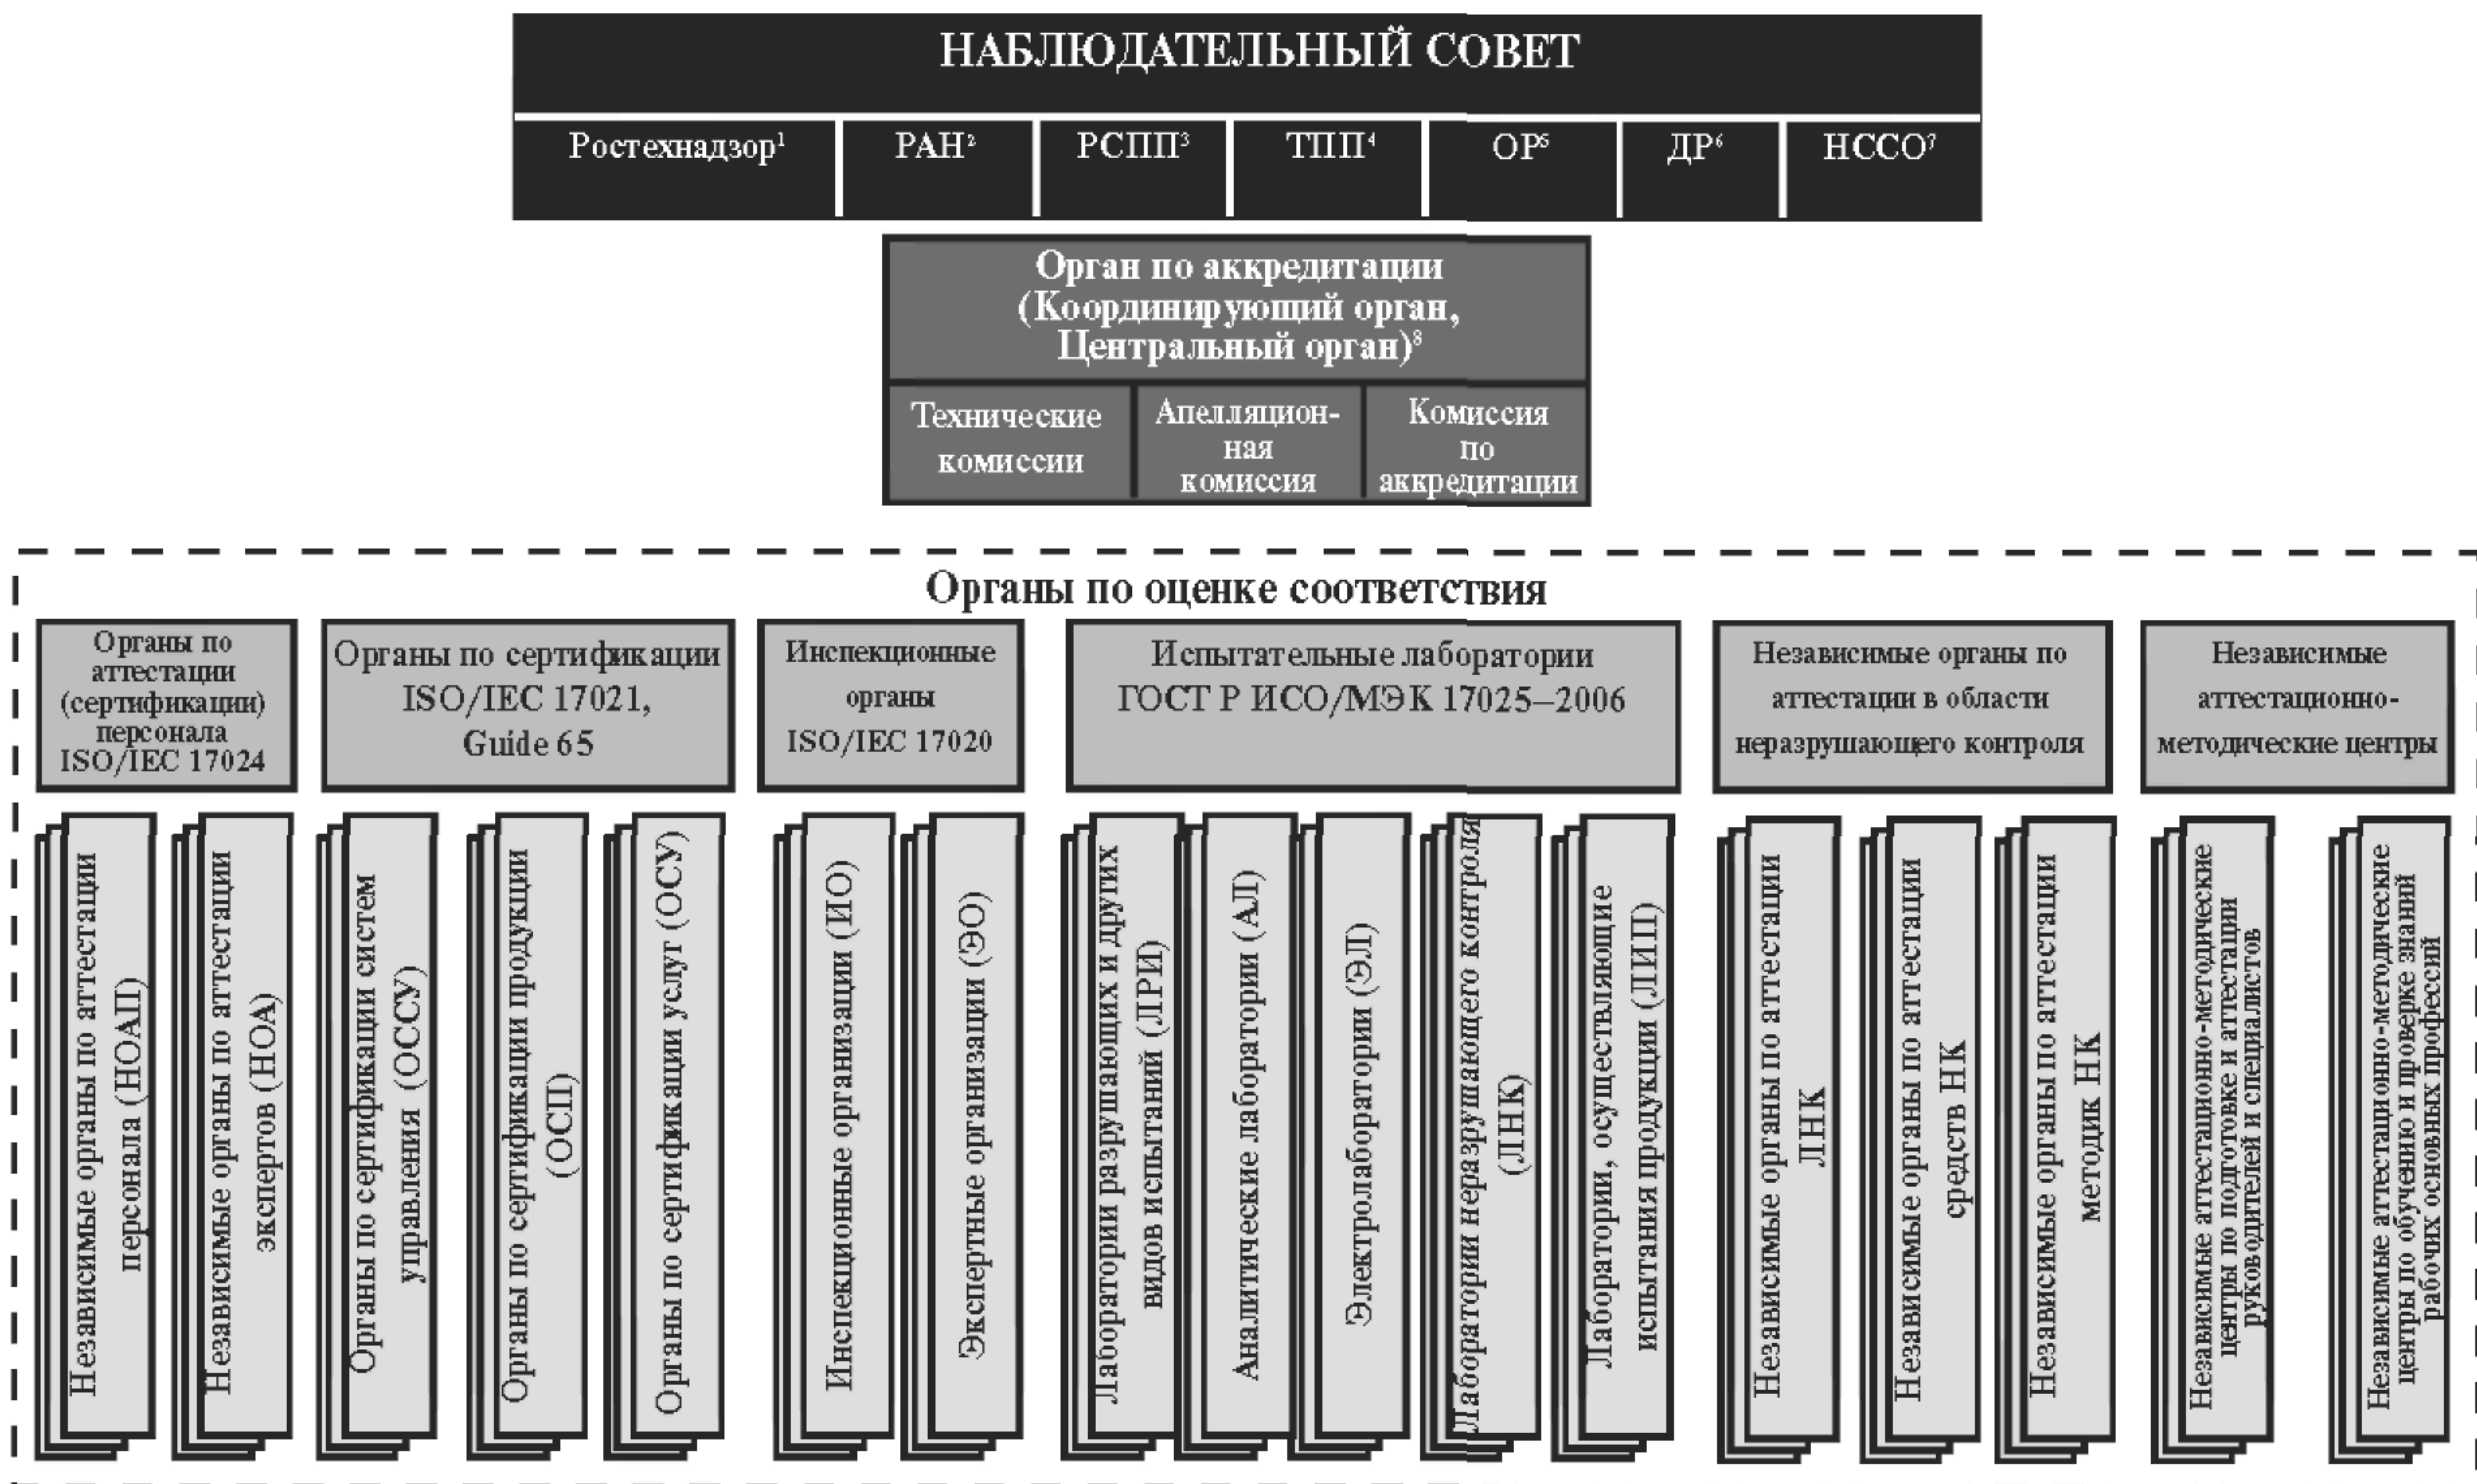 НАБЛЮДАТЕЛЬНЫЙ СОВЕТ
Ростехнадзор¹
РАН²
РСПП³
ТПП⁴
ОР⁵
ДР⁶
НССО⁷
Орган по аккредитации
(Координирующий орган,
Центральный орган)⁸
Технические
комиссии
Апелляцион-
ная
комиссия
Комиссия
по
аккредитации
Органы по оценке соответствия
Органы по
аттестации
(сертификации)
персонала
ISO/IEC 17024
Органы по сертификации
ISO/IEC 17021,
Guide 65
Инспекционные
органы
ISO/IEC 17020
Испытательные лаборатории
ГОСТ Р ИСО/МЭК 17025–2006
Независимые органы по
аттестации в области
неразрушающего контроля
Независимые
аттестационно-
методические центры
Независимые органы по аттестации
персонала (НОАП)
Независимые органы по аттестации
экспертов (НОА)
Органы по сертификации систем
управления (ОССУ)
Органы по сертификации продукции
(ОСП)
Органы по сертификации услуг (ОСУ)
Инспекционные организации (ИО)
Экспертные организации (ЭО)
Лаборатории разрушающих и других
видов испытаний (ЛРИ)
Аналитические лаборатории (АЛ)
Электролаборатории (ЭЛ)
Лаборатории неразрушающего контроля
(ЛНК)
Лаборатории, осуществляющие
испытания продукции (ЛИП)
Независимые органы по аттестации
ЛНК
Независимые органы по аттестации
средств НК
Независимые органы по аттестации
методик НК
Независимые аттестационно-методические
центры по подготовке и аттестации
руководителей и специалистов
Независимые аттестационно-методические
центры по обучению и проверке знаний
рабочих основных профессий